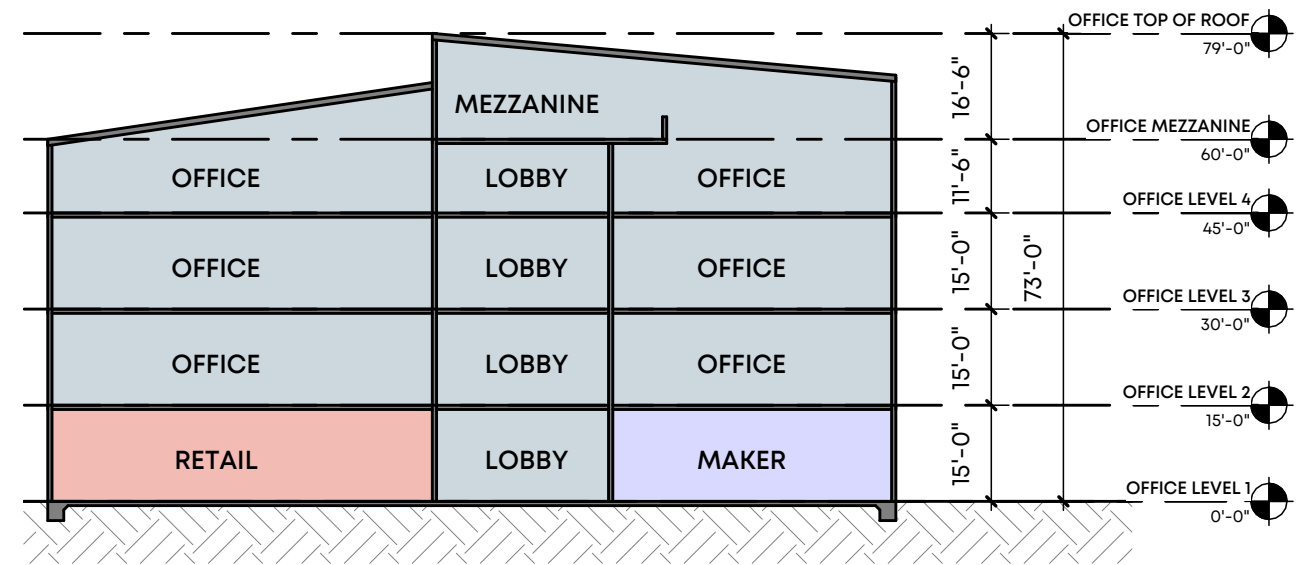 OFFICE TOP OF ROOF
79'-0"
16'-6"
MEZZANINE
OFFICE MEZZANINE
60'-0"
OFFICE LOBBY OFFICE
11'-6"
OFFICE LEVEL 4
45'-0"
OFFICE LOBBY OFFICE
15'-0"
73'-0"
OFFICE LEVEL 3
30'-0"
OFFICE LOBBY OFFICE
15'-0"
OFFICE LEVEL 2
15'-0"
RETAIL LOBBY MAKER
15'-0"
OFFICE LEVEL 1
0'-0"